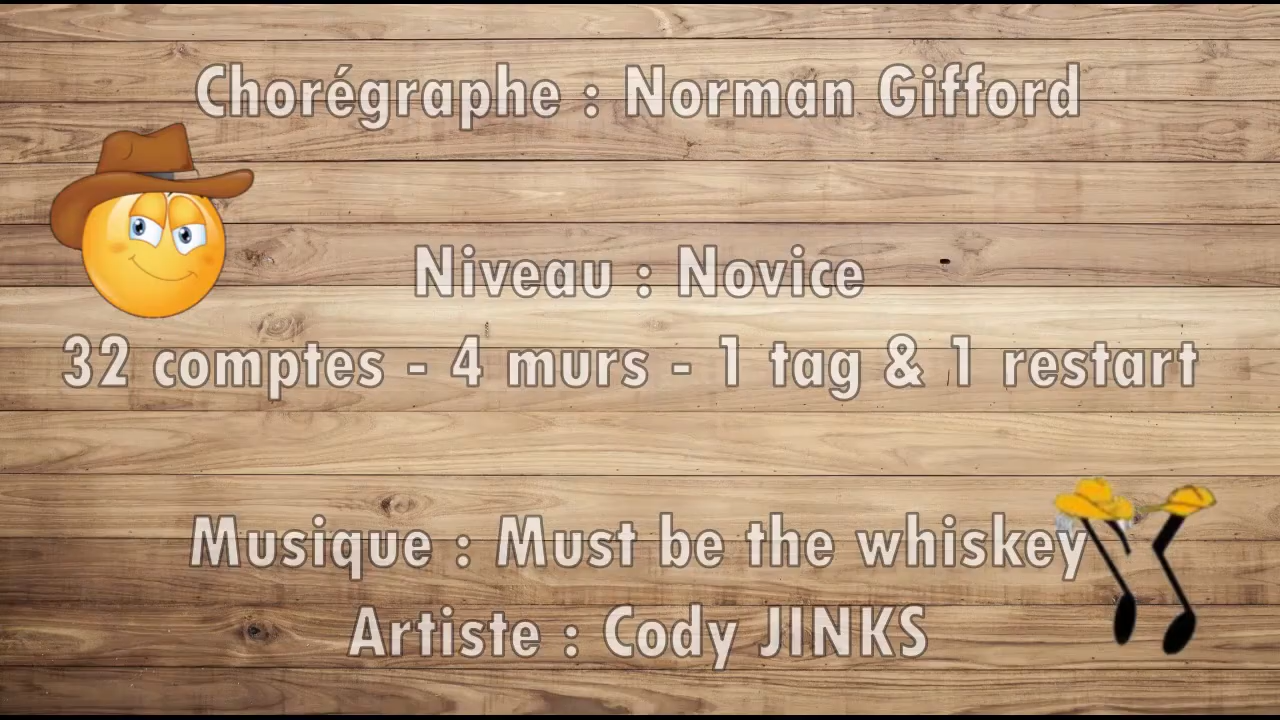 Chorégraphe : Norman Gifford
Niveau : Novice
32 comptes - 4 murs - 1 tag & 1 restart
Musique : Must be the whiskey
Artiste : Cody JINKS